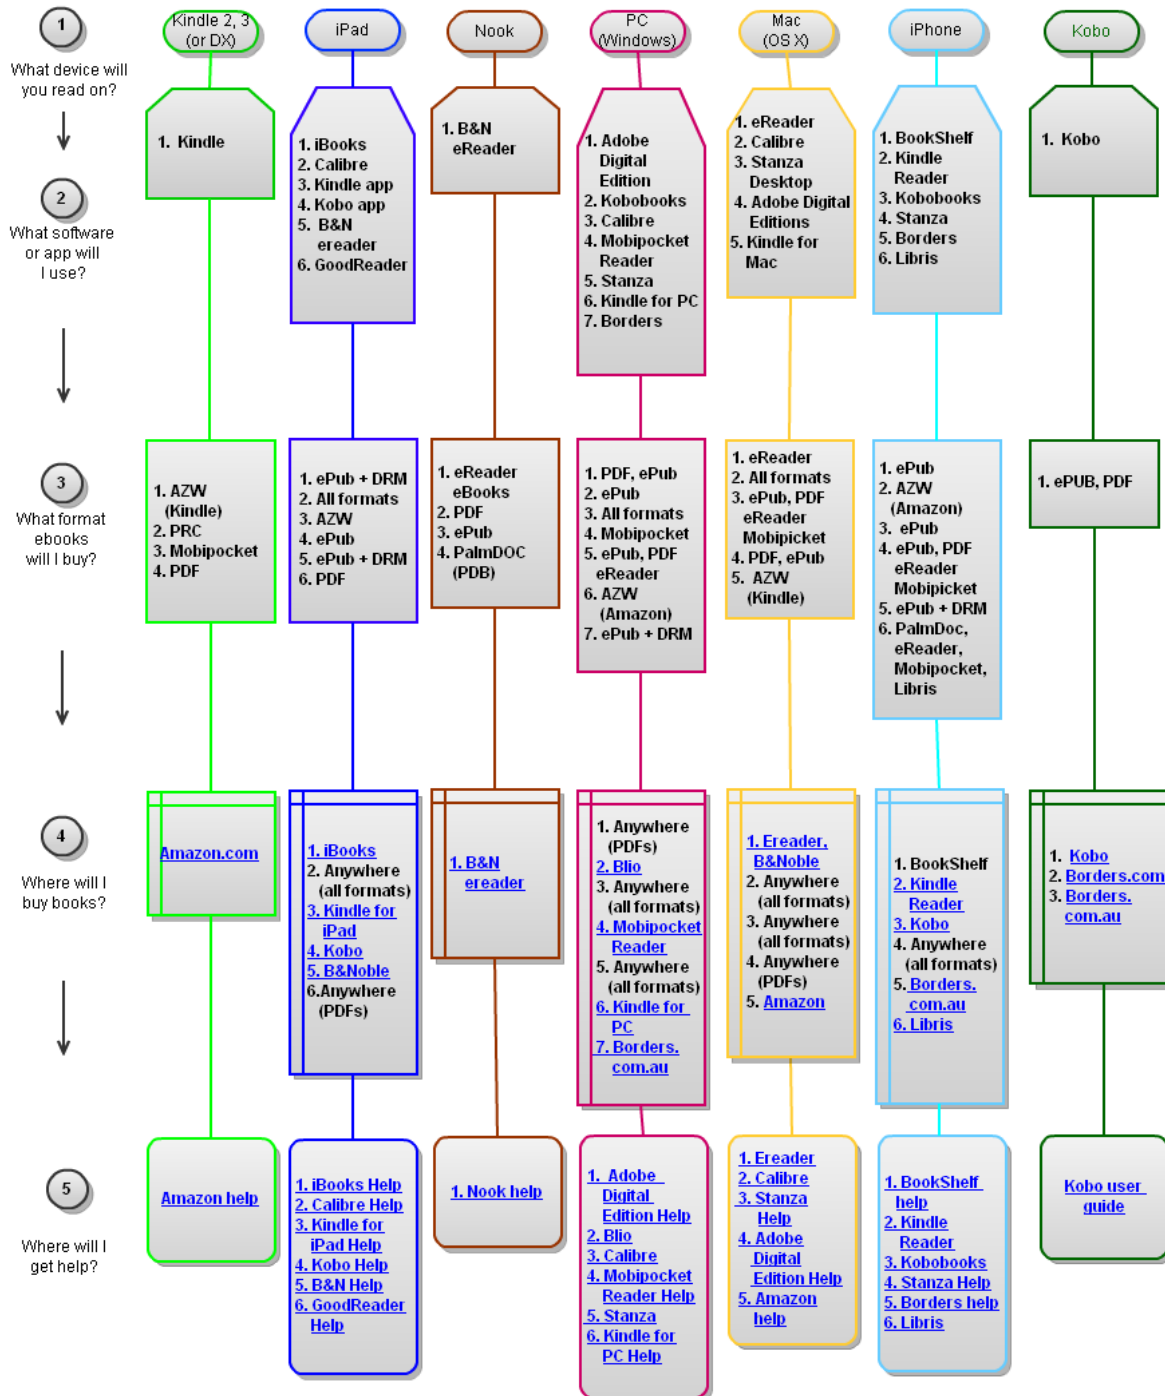 1
What device will
you read on?
2
What software
or app will
I use?
3
What format
ebooks
will I buy?
4
Where will I
buy books?
5
Where will I
get help?
Kindle 2, 3
(or DX)
1. Kindle
1. AZW
(Kindle)
2. PRC
3. Mobipocket
4. PDF
Amazon.com
Amazon help
iPad
1. iBooks
2. Calibre
3. Kindle app
4. Kobo app
5. B&N
ereader
6. GoodReader
1. ePub + DRM
2. All formats
3. AZW
4. ePub
5. ePub + DRM
6. PDF
1. iBooks
2. Anywhere
(all formats)
3. Kindle for
iPad
4. Kobo
5. B&Noble
6.Anywhere
(PDFs)
1. iBooks Help
2. Calibre Help
3. Kindle for
iPad Help
4. Kobo Help
5. B&N Help
6. GoodReader
Help
Nook
1. B&N
eReader
1. eReader
eBooks
2. PDF
3. ePub
4. PalmDOC
(PDB)
1. B&N
ereader
1. Nook help
PC
(Windows)
1. Adobe
Digital
Edition
2. Kobobooks
3. Calibre
4. Mobipocket
Reader
5. Stanza
6. Kindle for PC
7. Borders
1. PDF, ePub
2. ePub
3. All formats
4. Mobipocket
5. ePub, PDF
eReader
6. AZW
(Amazon)
7. ePub + DRM
1. Anywhere
(PDFs)
2. Blio
3. Anywhere
(all formats)
4. Mobipocket
Reader
5. Anywhere
(all formats)
6. Kindle for
PC
7. Borders.
com.au
1. Adobe
Digital
Edition Help
2. Blio
3. Calibre
4. Mobipocket
Reader Help
5. Stanza
6. Kindle for
PC Help
Mac
(OS X)
1. eReader
2. Calibre
3. Stanza
Desktop
4. Adobe Digital
Editions
5. Kindle for
Mac
1. eReader
2. All formats
3. ePub, PDF
eReader
Mobipicket
4. PDF, ePub
5. AZW
(Kindle)
1. Ereader,
B&Noble
2. Anywhere
(all formats)
3. Anywhere
(all formats)
4. Anywhere
(PDFs)
5. Amazon
1. Ereader
2. Calibre
3. Stanza
Help
4. Adobe
Digital
Edition Help
5. Amazon
help
iPhone
1. BookShelf
2. Kindle
Reader
3. Kobobooks
4. Stanza
5. Borders
6. Libris
1. ePub
2. AZW
(Amazon)
3. ePub
4. ePub, PDF
eReader
Mobipicket
5. ePub + DRM
6. PalmDoc,
eReader,
Mobipocket,
Libris
1. BookShelf
2. Kindle
Reader
3. Kobo
4. Anywhere
(all formats)
5. Borders.
com.au
6. Libris
1. BookShelf
help
2. Kindle
Reader
3. Kobobooks
4. Stanza Help
5. Borders help
6. Libris
Kobo
1. Kobo
1. ePUB, PDF
1. Kobo
2. Borders.com
3. Borders.
com.au
Kobo user
guide